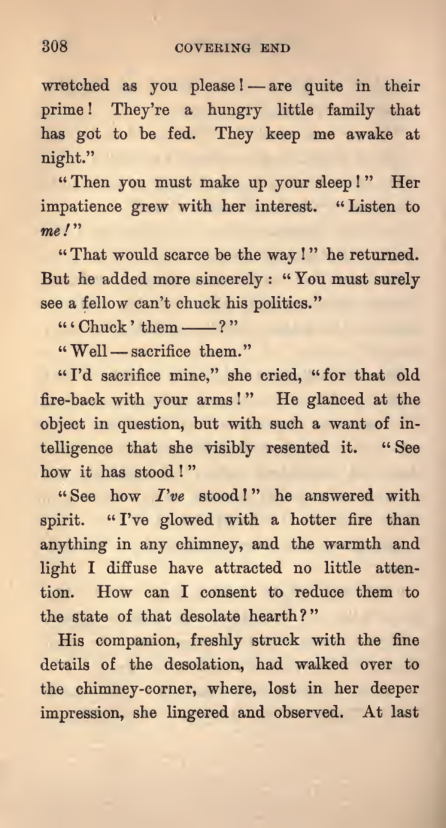 308 COVERING END
wretched as you please! — are quite in their
prime! They're a hungry little family that
has got to be fed. They keep me awake at
night."
"Then you must make up your sleep!" Her
impatience grew with her interest. "Listen to
me!"
"That would scarce be the way!" he returned.
But he added more sincerely: "You must surely
see a fellow can't chuck his politics."
"'Chuck' them ——?"
"Well — sacrifice them."
"I'd sacrifice mine," she cried, "for that old
fire-back with your arms!" He glanced at the
object in question, but with such a want of in-
telligence that she visibly resented it. "See
how it has stood!"
"See how I've stood!" he answered with
spirit. "I've glowed with a hotter fire than
anything in any chimney, and the warmth and
light I diffuse have attracted no little atten-
tion. How can I consent to reduce them to
the state of that desolate hearth?"
His companion, freshly struck with the fine
details of the desolation, had walked over to
the chimney-corner, where, lost in her deeper
impression, she lingered and observed. At last